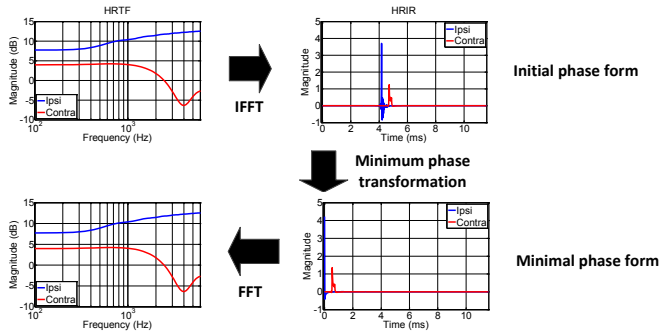 HRTF
15
10
5
0
-5
-10
10^2
10^3
Magnitude (dB)
Frequency (Hz)
Ipsi
Contra
IFFT
HRIR
5
4
3
2
1
0
-1
0
2
4
6
8
10
Magnitude
Time (ms)
Ipsi
Contra
Initial phase form
Minimum phase
transformation
15
10
5
0
-5
-10
10^2
10^3
Magnitude (dB)
Frequency (Hz)
Ipsi
Contra
FFT
5
4
3
2
1
0
-1
0
2
4
6
8
10
Magnitude
Time (ms)
Ipsi
Contra
Minimal phase form